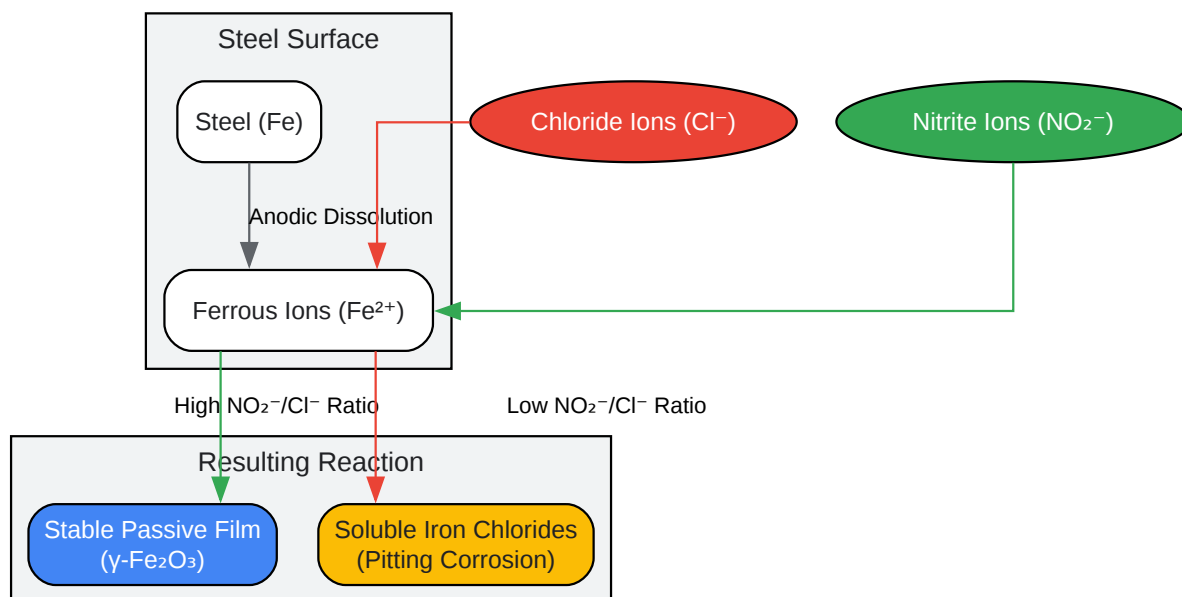 Steel Surface
Steel (Fe)
Chloride Ions (Cl⁻)
Nitrite Ions (NO₂⁻)
Anodic Dissolution
Ferrous Ions (Fe²⁺)
High NO₂⁻/Cl⁻ Ratio
Low NO₂⁻/Cl⁻ Ratio
Resulting Reaction
Stable Passive Film
(γ-Fe₂O₃)
Soluble Iron Chlorides
(Pitting Corrosion)